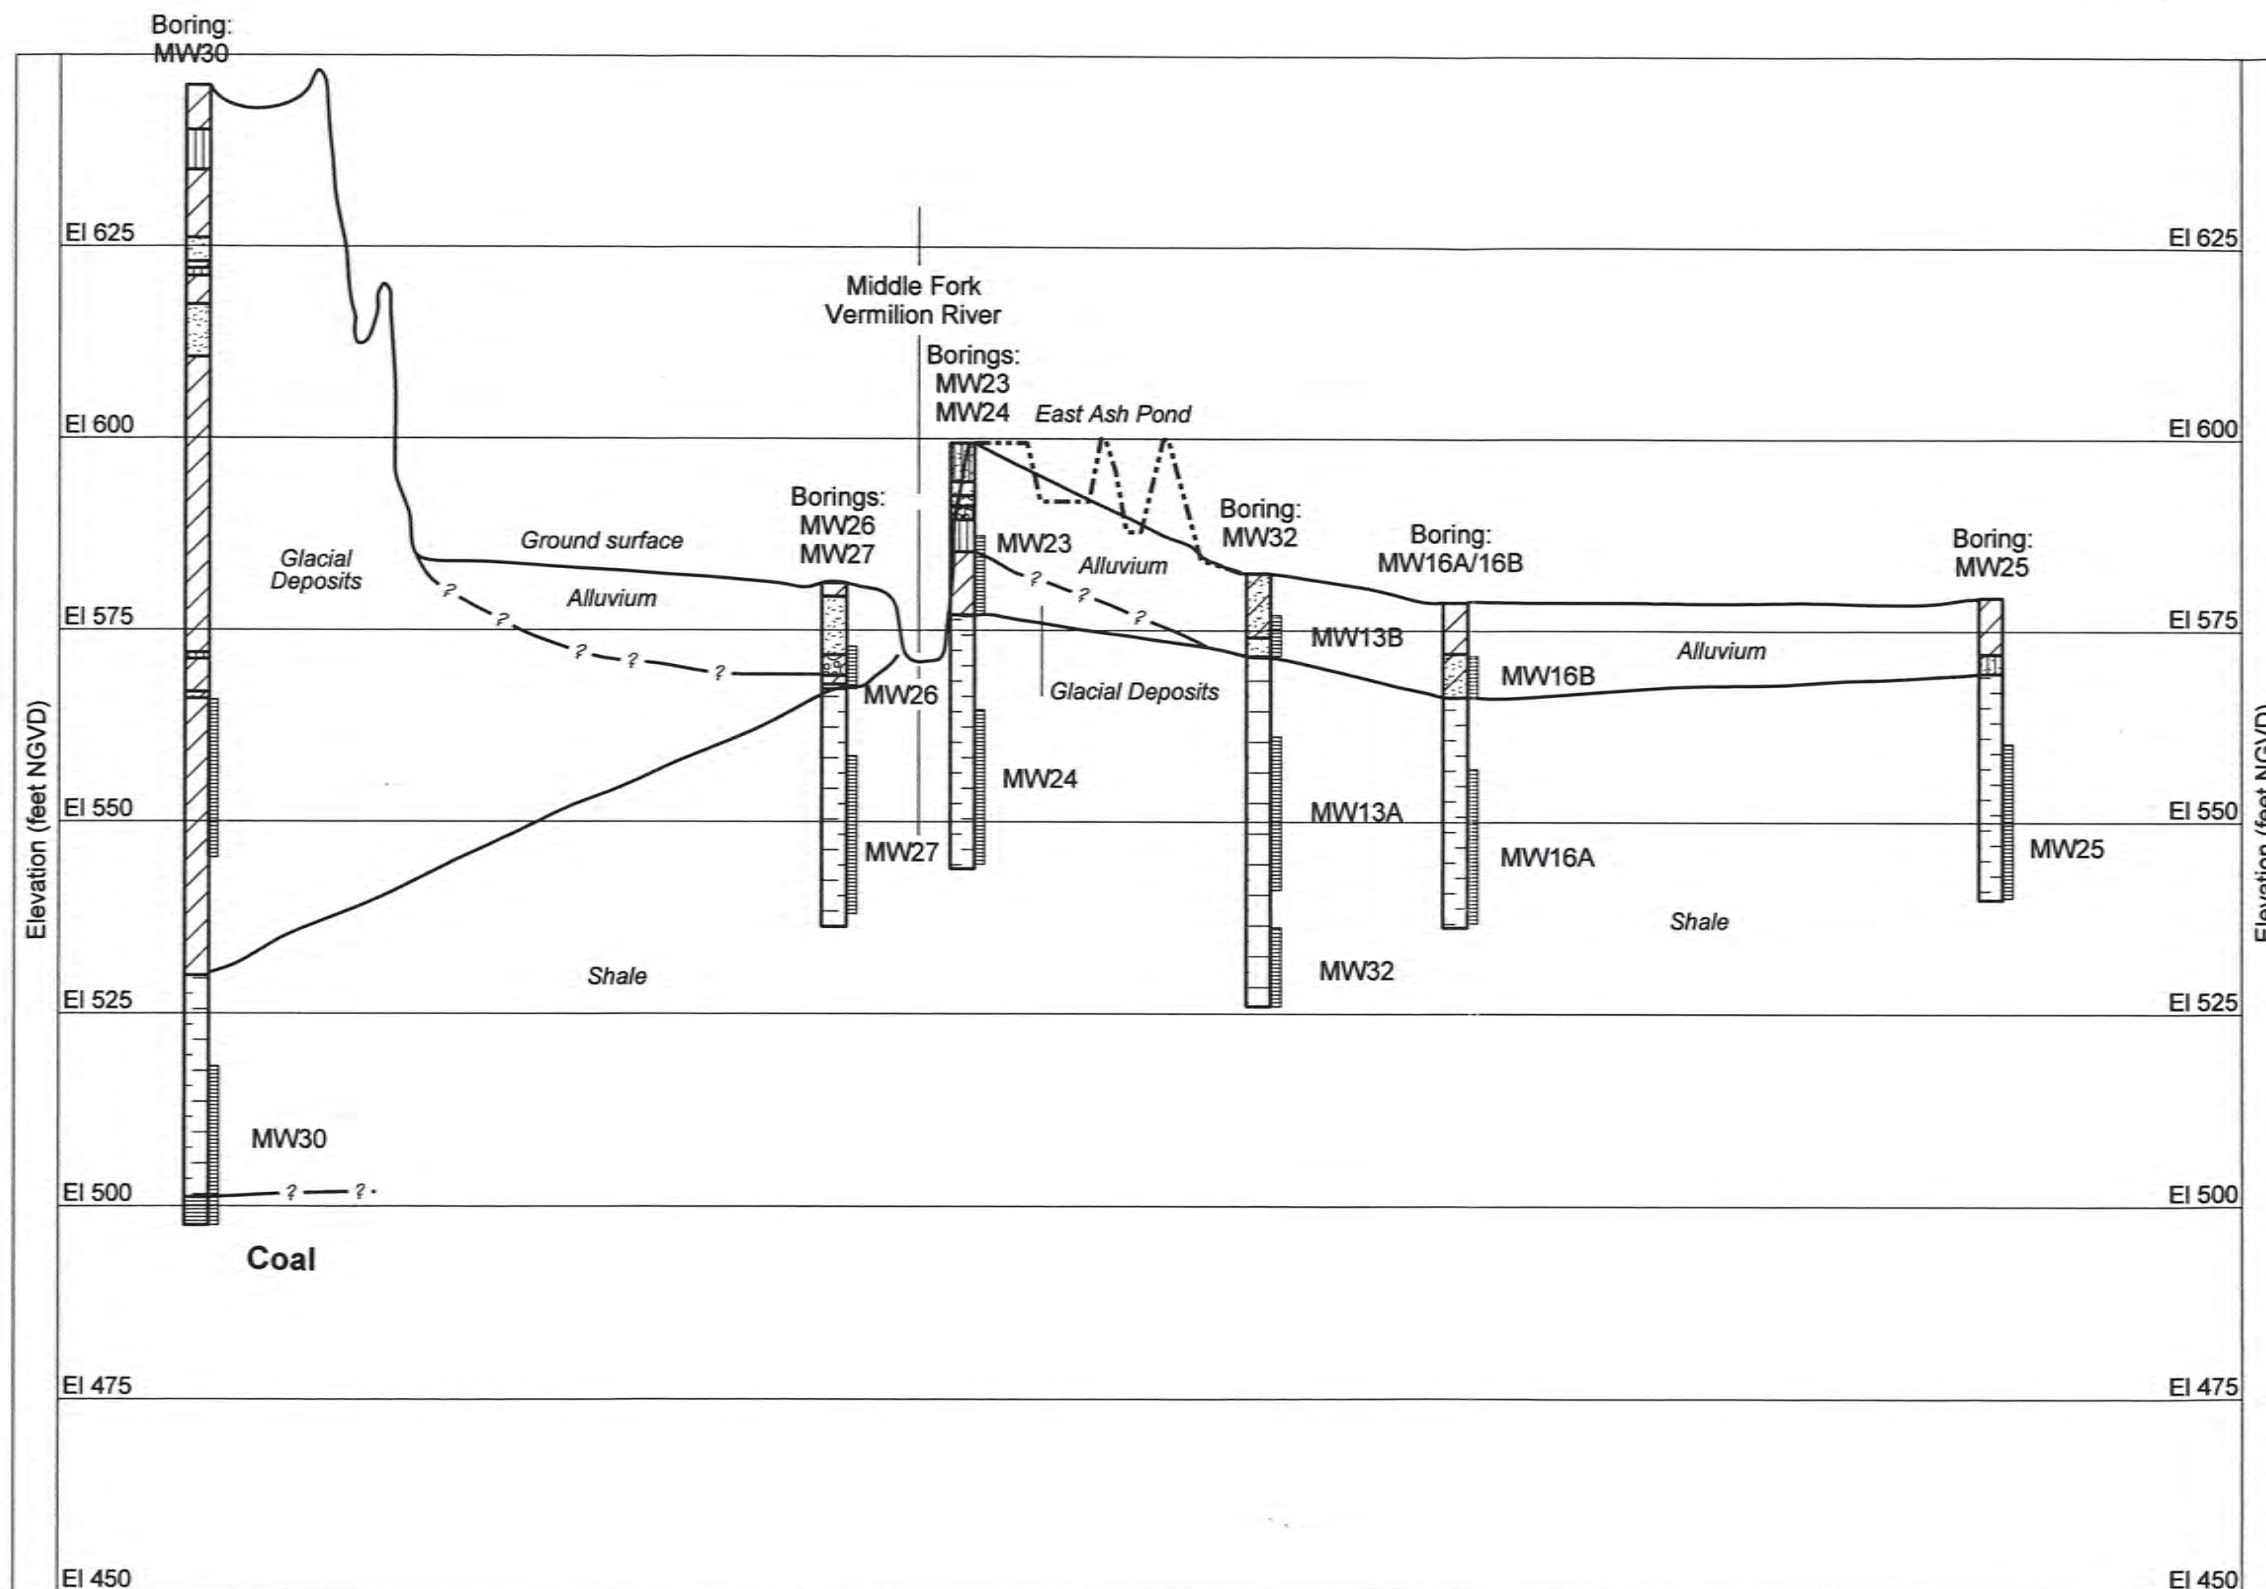 Boring:
MW30
El 625
El 625
Middle Fork
Vermilion River
Borings:
MW23
MW24
East Ash Pond
El 600
El 600
Borings:
MW26
MW27
Boring:
MW32
Boring:
MW16A/16B
Boring:
MW25
Ground surface
MW23
Alluvium
Glacial
Deposits
?
?
?
?
?
?
?
?
Alluvium
El 575
El 575
MW13B
Alluvium
MW26
Glacial Deposits
MW16B
Elevation (feet NGVD)
Elevation (feet NGVD)
MW24
El 550
El 550
MW13A
MW27
MW16A
MW25
Shale
Shale
MW32
El 525
El 525
MW30
El 500
? ?
El 500
Coal
El 475
El 475
El 450
El 450